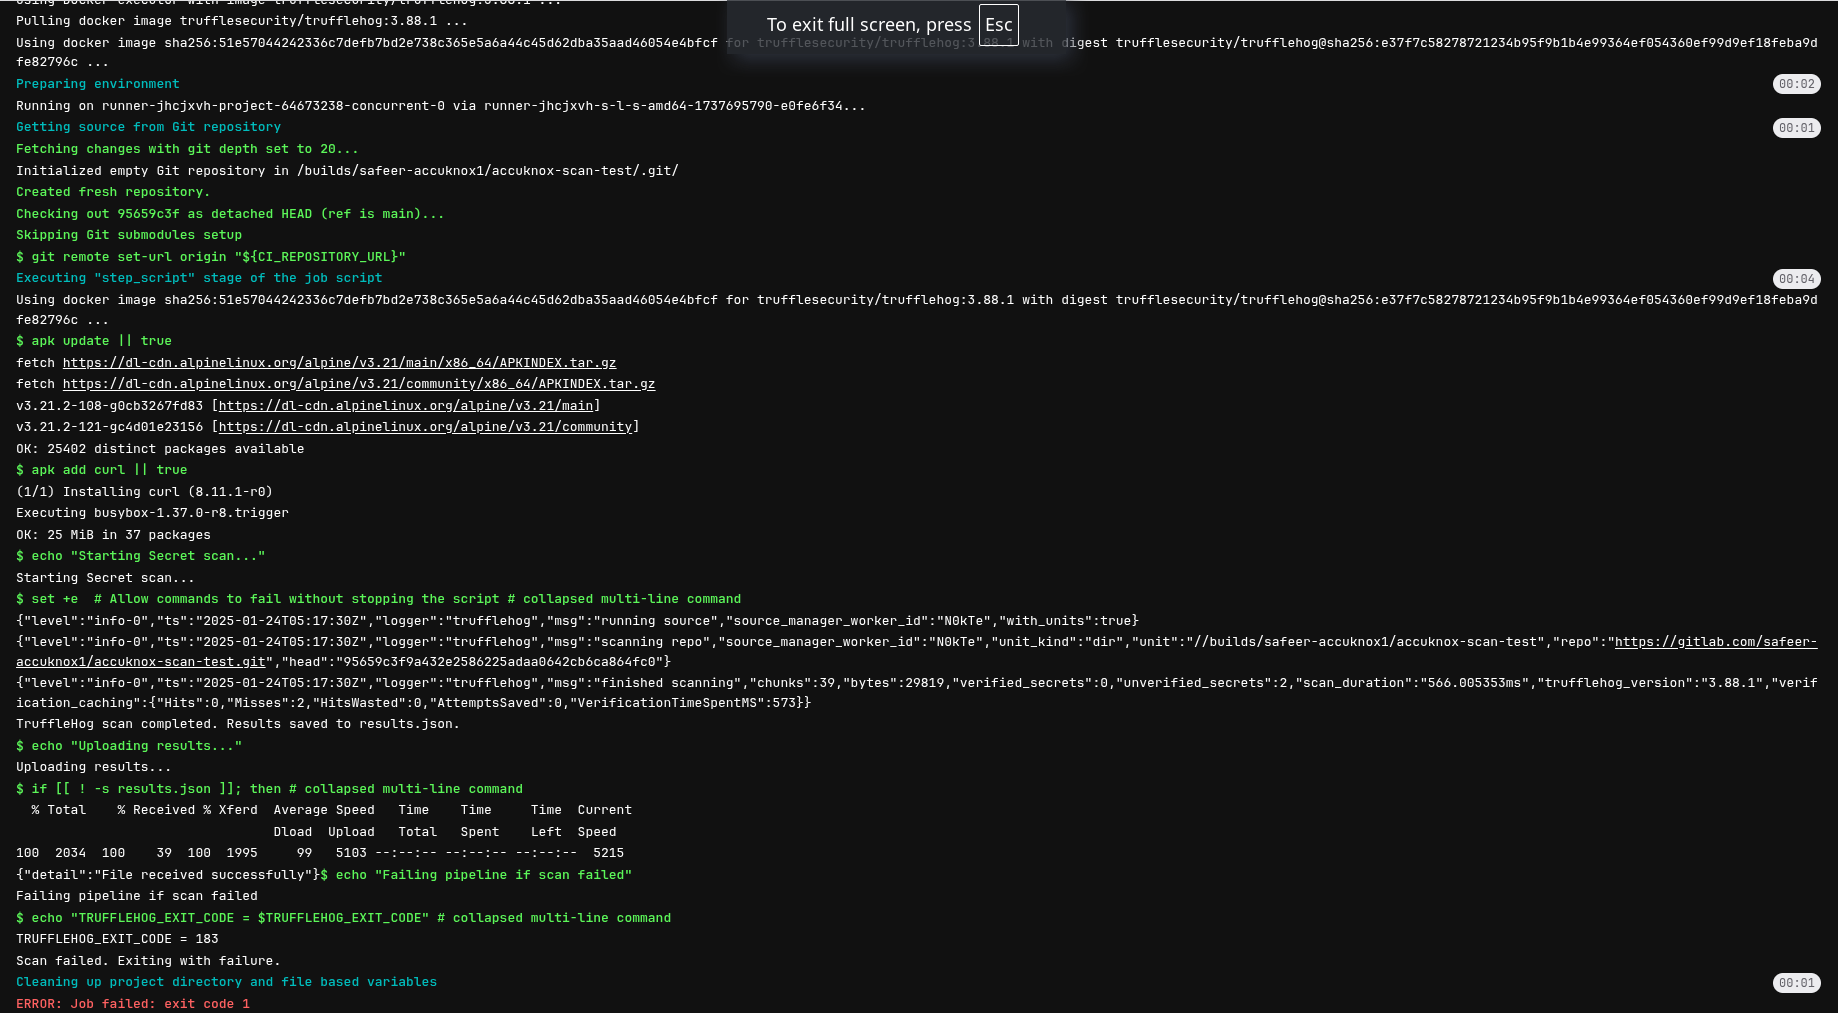 Using Docker executor with image trufflesecurity/trufflehog:3.88.1 ...
To exit full screen, press Esc
Pulling docker image trufflesecurity/trufflehog:3.88.1 ...
Using docker image sha256:51e57044242336c7defb7bd2e738c365e5a6a44c45d62dba35aad46054e4bfcf for trufflesecurity/trufflehog:3.88.1 with digest trufflesecurity/trufflehog@sha256:e37f7c58278721234b95f9b1b4e99364ef054360ef99d9ef18feba9d
fe82796c ...
Preparing environment 00:02
Running on runner-jhcjxvh-project-64673238-concurrent-0 via runner-jhcjxvh-s-l-s-amd64-1737695790-e0fe6f34...
Getting source from Git repository 00:01
Fetching changes with git depth set to 20...
Initialized empty Git repository in /builds/safeer-accuknox1/accuknox-scan-test/.git/
Created fresh repository.
Checking out 95659c3f as detached HEAD (ref is main)...
Skipping Git submodules setup
$ git remote set-url origin "${CI_REPOSITORY_URL}"
Executing "step_script" stage of the job script 00:04
Using docker image sha256:51e57044242336c7defb7bd2e738c365e5a6a44c45d62dba35aad46054e4bfcf for trufflesecurity/trufflehog:3.88.1 with digest trufflesecurity/trufflehog@sha256:e37f7c58278721234b95f9b1b4e99364ef054360ef99d9ef18feba9d
fe82796c ...
$ apk update || true
fetch https://dl-cdn.alpinelinux.org/alpine/v3.21/main/x86_64/APKINDEX.tar.gz
fetch https://dl-cdn.alpinelinux.org/alpine/v3.21/community/x86_64/APKINDEX.tar.gz
v3.21.2-108-g0cb3267fd83 [https://dl-cdn.alpinelinux.org/alpine/v3.21/main]
v3.21.2-121-gc4d01e23156 [https://dl-cdn.alpinelinux.org/alpine/v3.21/community]
OK: 25402 distinct packages available
$ apk add curl || true
(1/1) Installing curl (8.11.1-r0)
Executing busybox-1.37.0-r8.trigger
OK: 25 MiB in 37 packages
$ echo "Starting Secret scan..."
Starting Secret scan...
$ set +e  # Allow commands to fail without stopping the script # collapsed multi-line command
{"level":"info-0","ts":"2025-01-24T05:17:30Z","logger":"trufflehog","msg":"running source","source_manager_worker_id":"N0kTe","with_units":true}
{"level":"info-0","ts":"2025-01-24T05:17:30Z","logger":"trufflehog","msg":"scanning repo","source_manager_worker_id":"N0kTe","unit_kind":"dir","unit":"//builds/safeer-accuknox1/accuknox-scan-test","repo":"https://gitlab.com/safeer-
accuknox1/accuknox-scan-test.git","head":"95659c3f9a432e2586225adaa0642cb6ca864fc0"}
{"level":"info-0","ts":"2025-01-24T05:17:30Z","logger":"trufflehog","msg":"finished scanning","chunks":39,"bytes":29819,"verified_secrets":0,"unverified_secrets":2,"scan_duration":"566.005353ms","trufflehog_version":"3.88.1","verif
ication_caching":{"Hits":0,"Misses":2,"HitsWasted":0,"AttemptsSaved":0,"VerificationTimeSpentMS":573}}
TruffleHog scan completed. Results saved to results.json.
$ echo "Uploading results..."
Uploading results...
$ if [[ ! -s results.json ]]; then # collapsed multi-line command
% Total    % Received % Xferd  Average Speed   Time    Time     Time  Current
Dload  Upload   Total   Spent    Left  Speed
100  2034  100    39  100  1995     99   5103 --:--:-- --:--:-- --:--:--  5215
{"detail":"File received successfully"}$ echo "Failing pipeline if scan failed"
Failing pipeline if scan failed
$ echo "TRUFFLEHOG_EXIT_CODE = $TRUFFLEHOG_EXIT_CODE" # collapsed multi-line command
TRUFFLEHOG_EXIT_CODE = 183
Scan failed. Exiting with failure.
Cleaning up project directory and file based variables 00:01
ERROR: Job failed: exit code 1